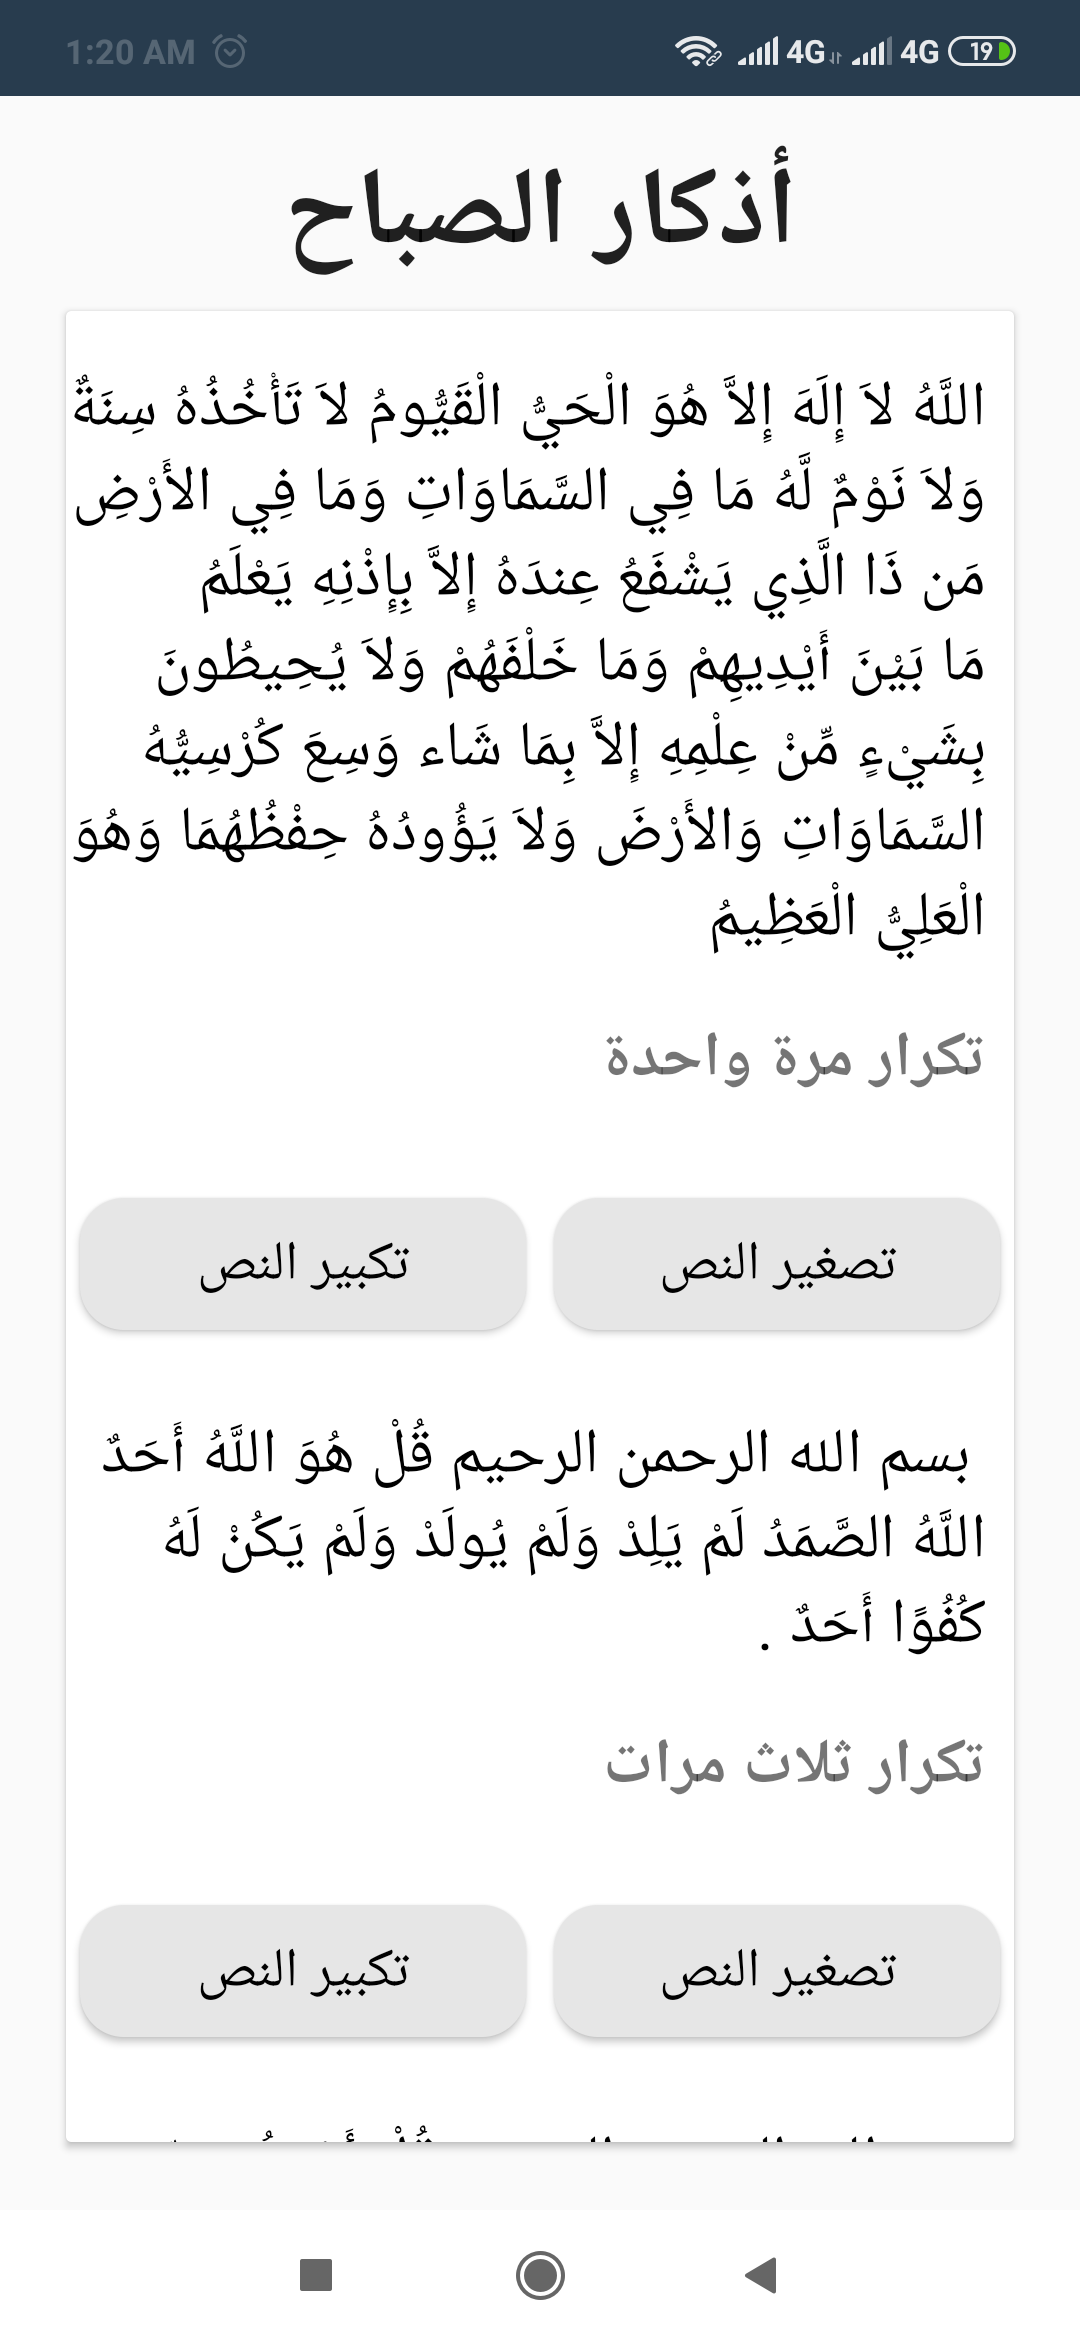 1:20 AM 4G 4G 19
أذكار الصباح
اللَّهُ لاَ إِلَهَ إِلاَّ هُوَ الْحَيُّ الْقَيُّومُ لاَ تَأْخُذُهُ سِنَةٌ
وَلاَ نَوْمٌ لَّهُ مَا فِي السَّمَاوَاتِ وَمَا فِي الأَرْضِ
مَن ذَا الَّذِي يَشْفَعُ عِندَهُ إِلاَّ بِإِذْنِهِ يَعْلَمُ
مَا بَيْنَ أَيْدِيهِمْ وَمَا خَلْفَهُمْ وَلاَ يُحِيطُونَ
بِشَيْءٍ مِّنْ عِلْمِهِ إِلاَّ بِمَا شَاء وَسِعَ كُرْسِيُّهُ
السَّمَاوَاتِ وَالأَرْضَ وَلاَ يَؤُودُهُ حِفْظُهُمَا وَهُوَ
الْعَلِيُّ الْعَظِيمُ
تكرار مرة واحدة
تصغير النص تكبير النص
بسم الله الرحمن الرحيم قُلْ هُوَ اللَّهُ أَحَدٌ
اللَّهُ الصَّمَدُ لَمْ يَلِدْ وَلَمْ يُولَدْ وَلَمْ يَكُنْ لَهُ
كُفُوًا أَحَدٌ .
تكرار ثلاث مرات
تصغير النص تكبير النص